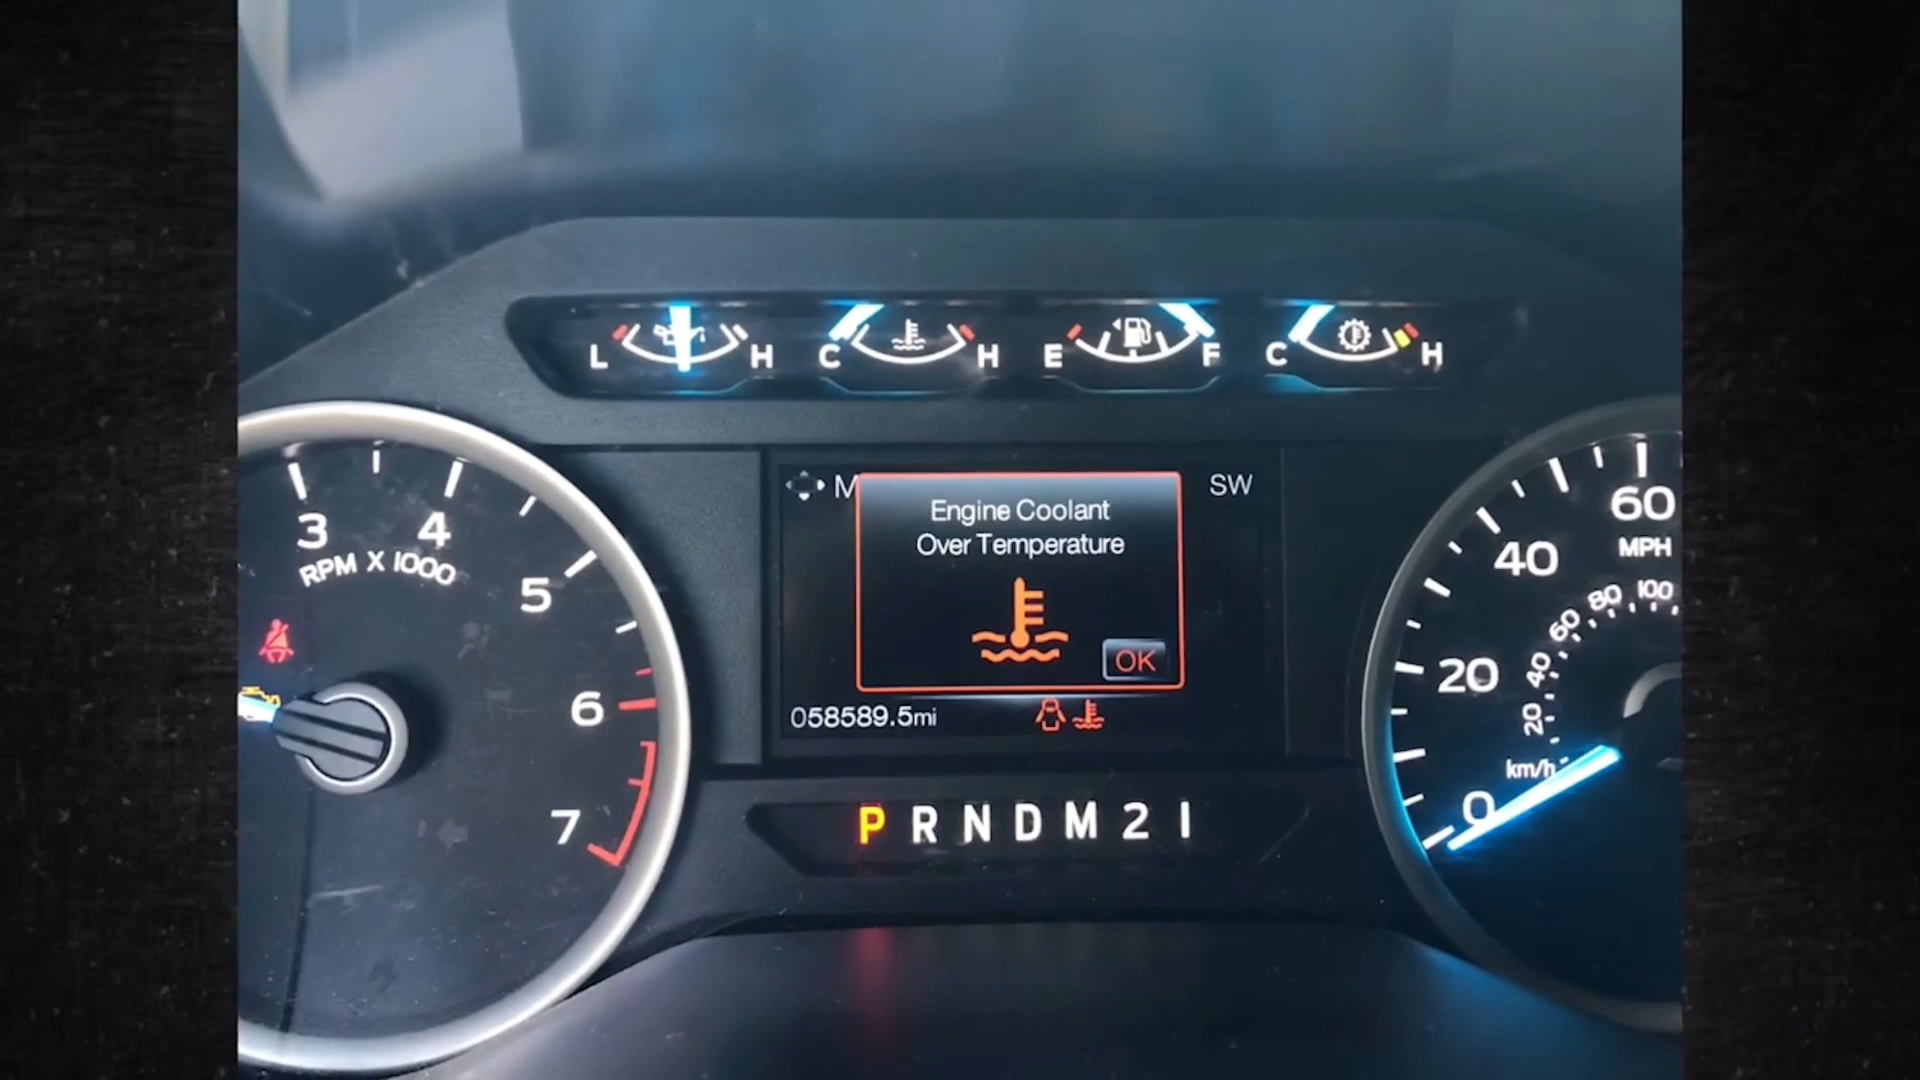 L H C H E F C H
M SW
Engine Coolant
Over Temperature
OK
058589.5mi
3 4 5 6 7
RPM X 1000
60
MPH
40
20
0
100
80
60
40
20
km/h
P R N D M 2 1